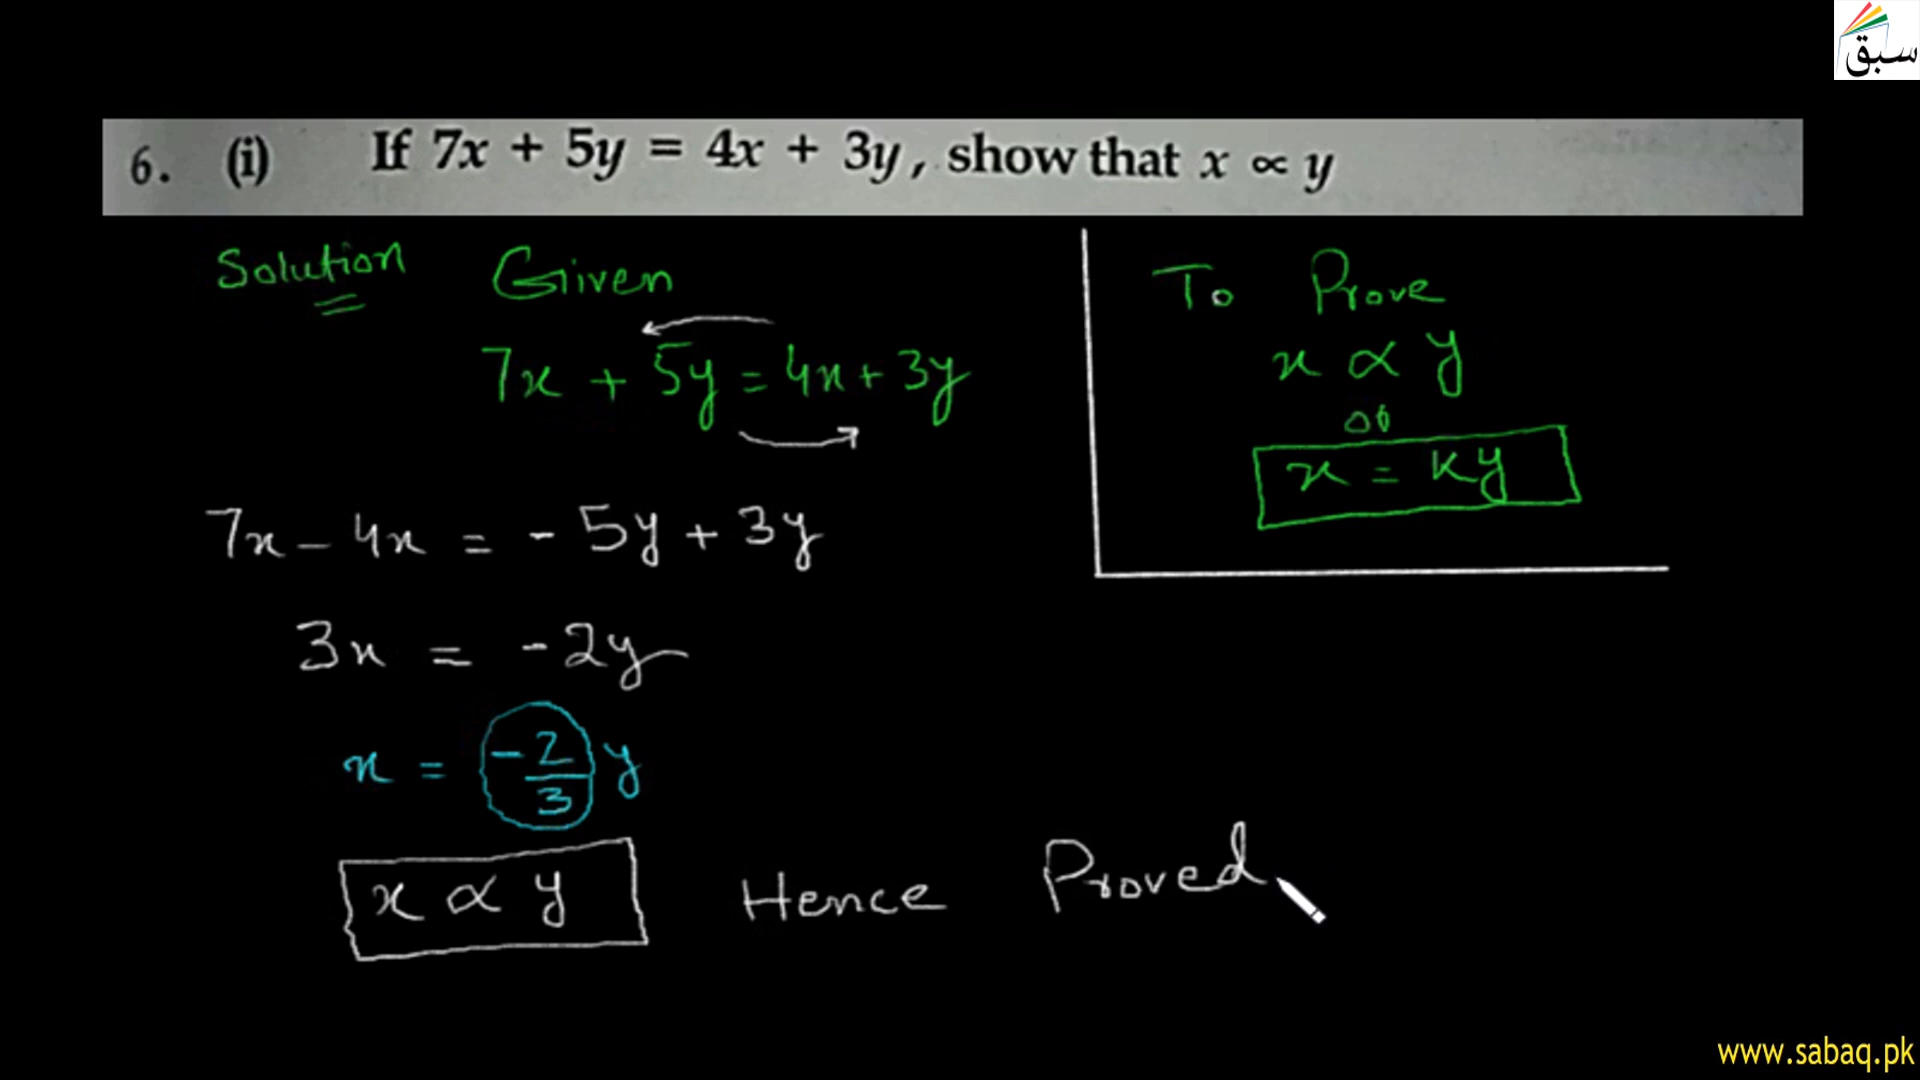 سبق
6. (i) If 7x + 5y = 4x + 3y, show that x ∝ y
Solution Given
7x + 5y = 4x + 3y
To Prove
x ∝ y
or
x = Ky
7x - 4x = - 5y + 3y
3x = - 2y
x = -2/3 y
x ∝ y Hence Proved
www.sabaq.pk